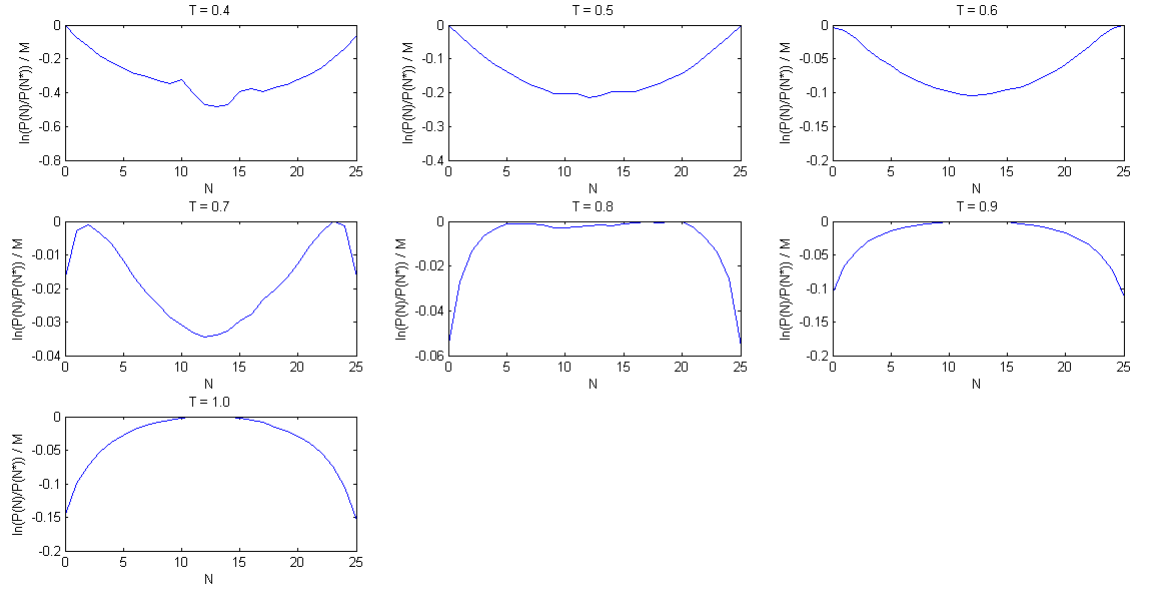 T = 0.4
ln(P(N)/P(N*)) / M
0
-0.2
-0.4
-0.6
-0.8
0 5 10 15 20 25
N
T = 0.5
ln(P(N)/P(N*)) / M
0
-0.1
-0.2
-0.3
-0.4
0 5 10 15 20 25
N
T = 0.6
ln(P(N)/P(N*)) / M
0
-0.05
-0.1
-0.15
-0.2
0 5 10 15 20 25
N
T = 0.7
ln(P(N)/P(N*)) / M
0
-0.01
-0.02
-0.03
-0.04
0 5 10 15 20 25
N
T = 0.8
ln(P(N)/P(N*)) / M
0
-0.02
-0.04
-0.06
0 5 10 15 20 25
N
T = 0.9
ln(P(N)/P(N*)) / M
0
-0.05
-0.1
-0.15
-0.2
0 5 10 15 20 25
N
T = 1.0
ln(P(N)/P(N*)) / M
0
-0.05
-0.1
-0.15
-0.2
0 5 10 15 20 25
N